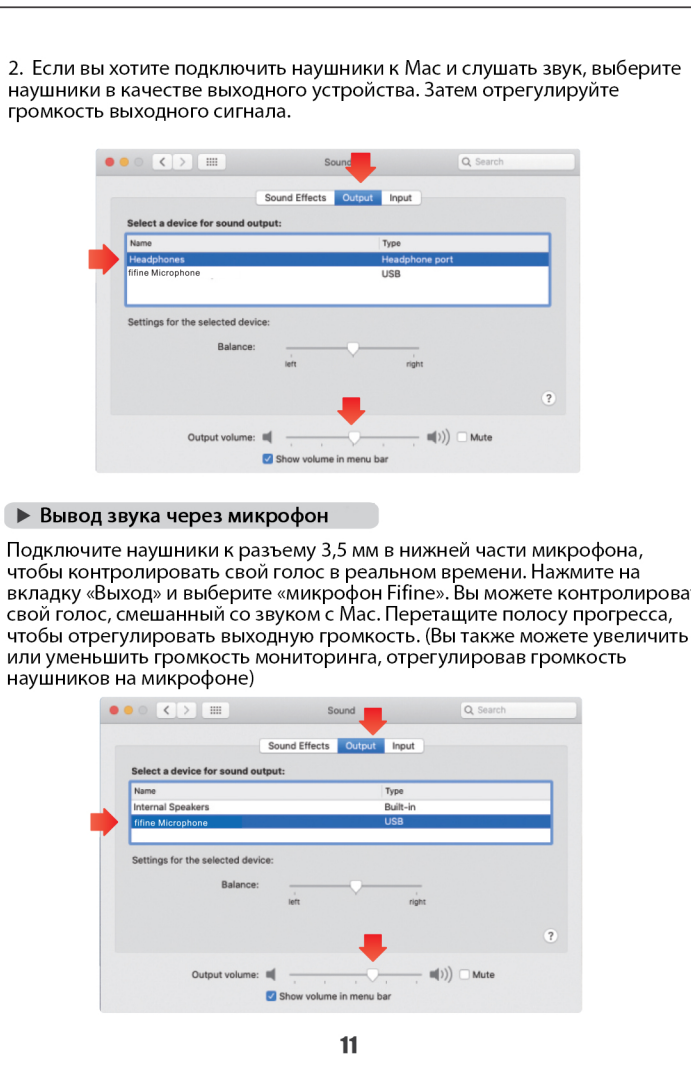 2. Если вы хотите подключить наушники к Mac и слушать звук, выберите
наушники в качестве выходного устройства. Затем отрегулируйте
громкость выходного сигнала.
Sound
Search
Sound Effects Output Input
Select a device for sound output:
Name Type
Headphones Headphone port
fifine Microphone USB
Settings for the selected device:
Balance:
left right
?
Output volume: Mute
Show volume in menu bar
Вывод звука через микрофон
Подключите наушники к разъему 3,5 мм в нижней части микрофона,
чтобы контролировать свой голос в реальном времени. Нажмите на
вкладку «Выход» и выберите «микрофон Fifine». Вы можете контролироват
свой голос, смешанный со звуком с Mac. Перетащите полосу прогресса,
чтобы отрегулировать выходную громкость. (Вы также можете увеличить
или уменьшить громкость мониторинга, отрегулировав громкость
наушников на микрофоне)
Sound
Search
Sound Effects Output Input
Select a device for sound output:
Name Type
Internal Speakers Built-in
fifine Microphone USB
Settings for the selected device:
Balance:
left right
?
Output volume: Mute
Show volume in menu bar
11